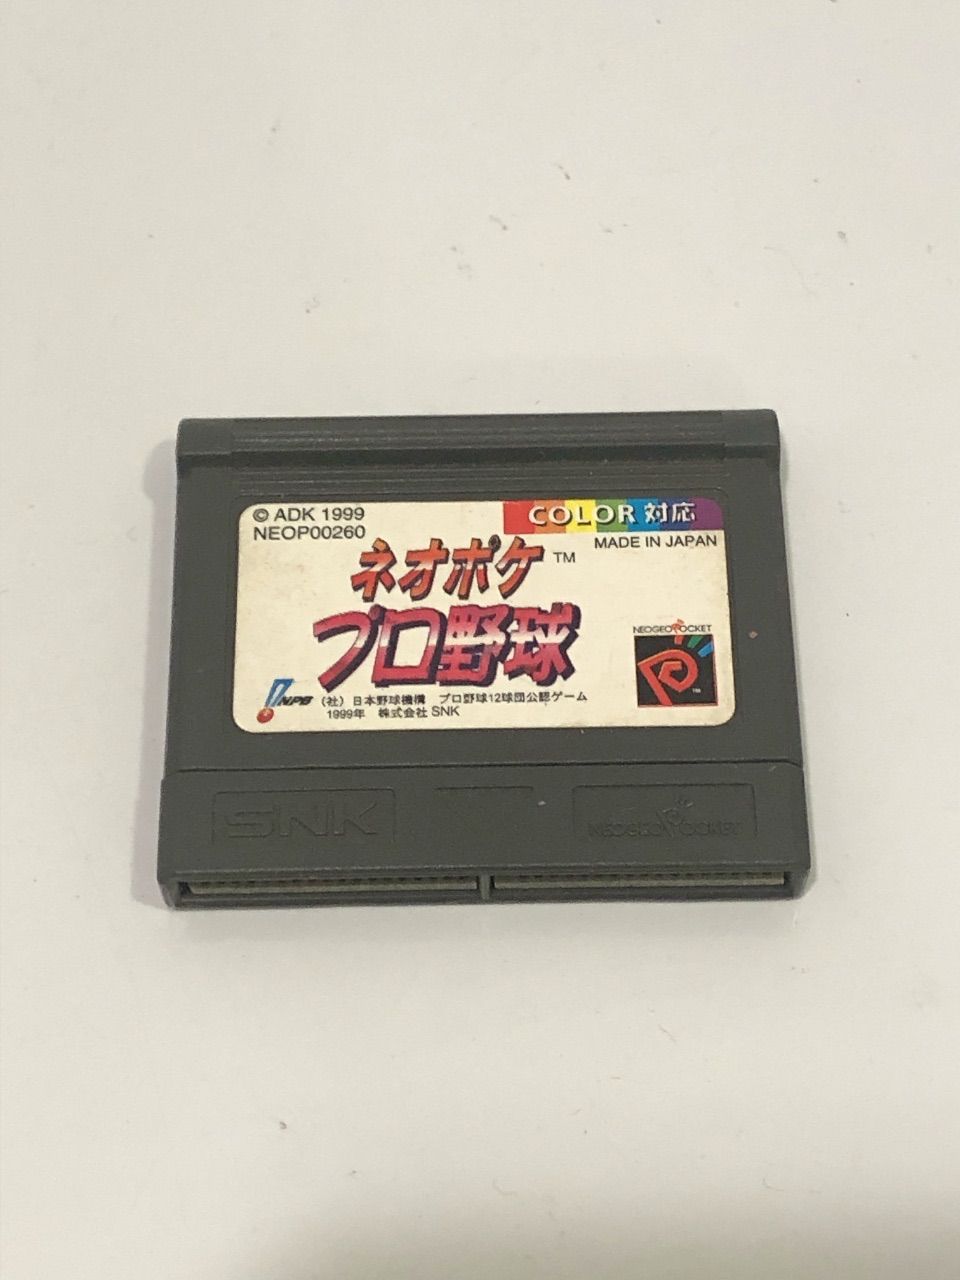 © ADK 1999
NEOP00260
COLOR 対応
MADE IN JAPAN
ネオポケ ™
プロ野球
NEOGEO POCKET
™
NPB (社)日本野球機構 プロ野球12球団公認ゲーム
1999年 株式会社 SNK
SNK
NEOGEO POCKET